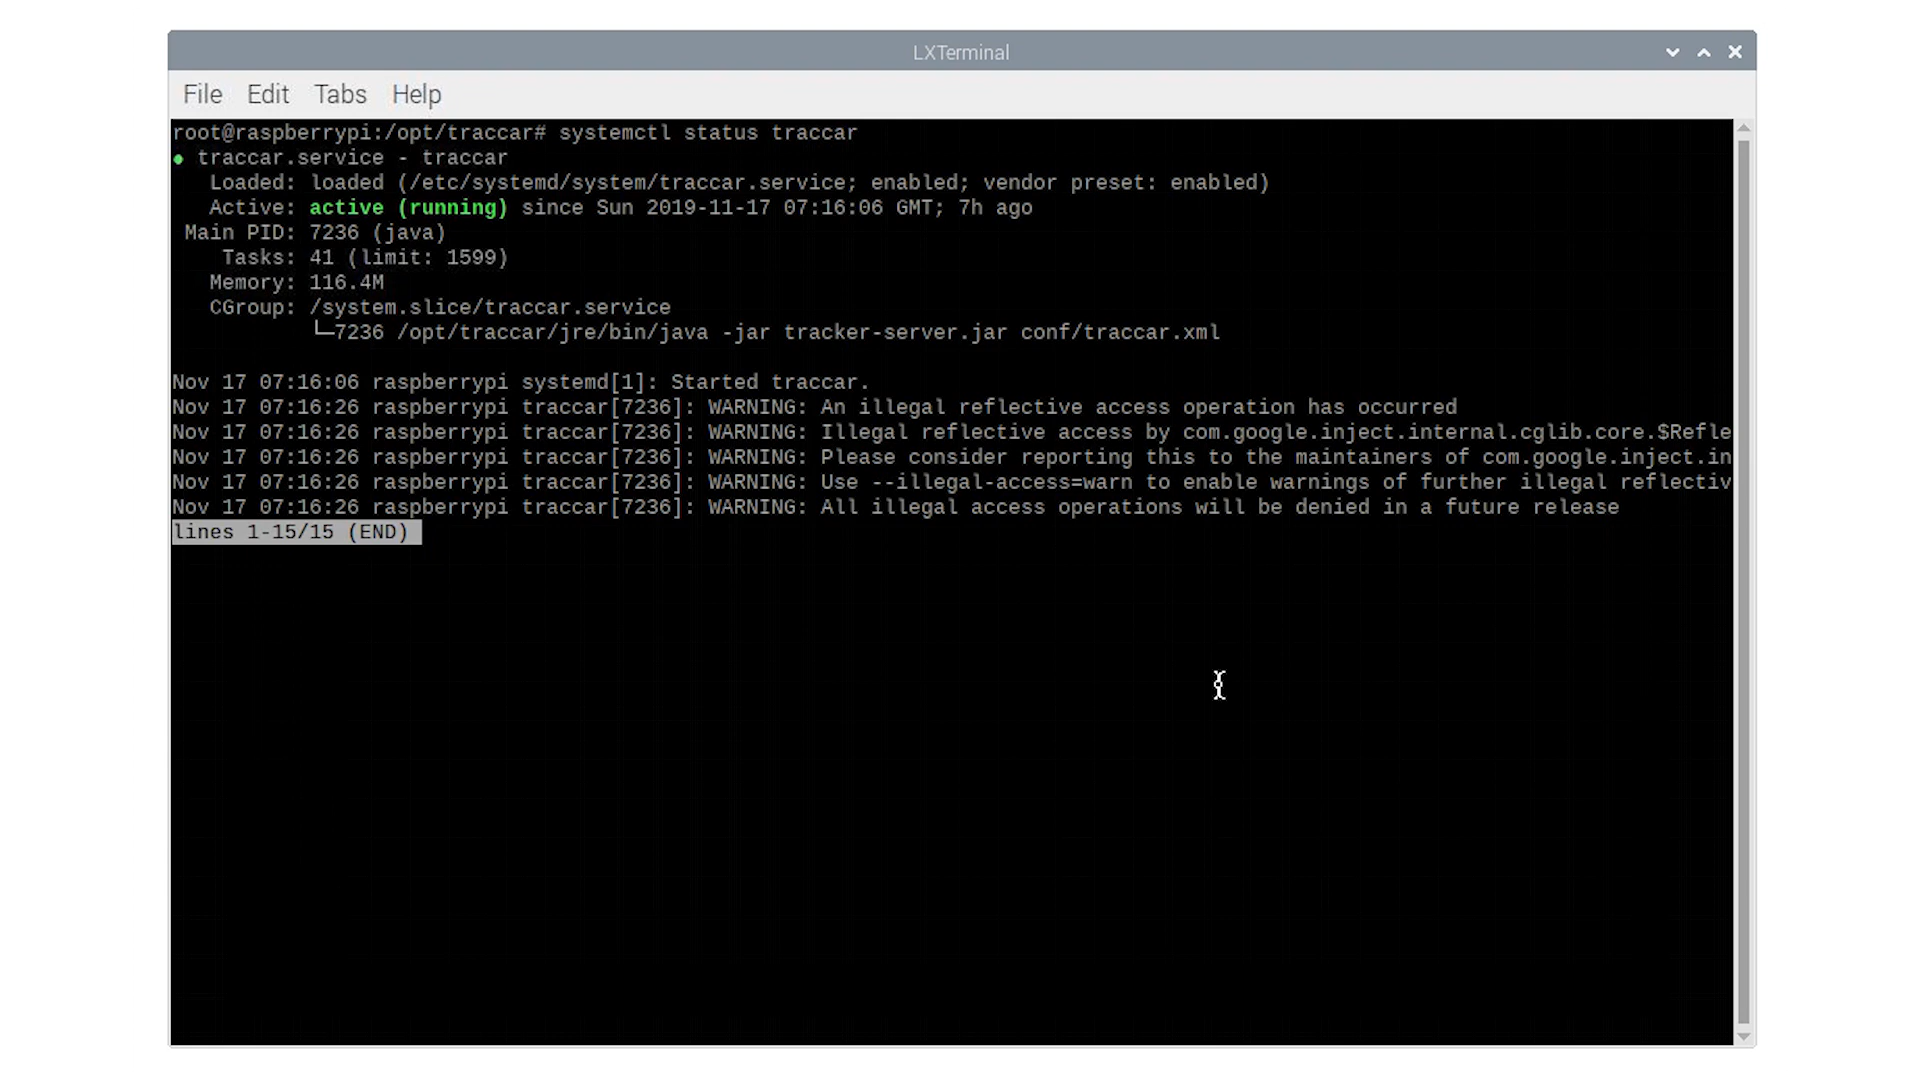 LXTerminal
File Edit Tabs Help
root@raspberrypi:/opt/traccar# systemctl status traccar
● traccar.service - traccar
   Loaded: loaded (/etc/systemd/system/traccar.service; enabled; vendor preset: enabled)
   Active: active (running) since Sun 2019-11-17 07:16:06 GMT; 7h ago
 Main PID: 7236 (java)
    Tasks: 41 (limit: 1599)
   Memory: 116.4M
   CGroup: /system.slice/traccar.service
           └─7236 /opt/traccar/jre/bin/java -jar tracker-server.jar conf/traccar.xml
Nov 17 07:16:06 raspberrypi systemd[1]: Started traccar.
Nov 17 07:16:26 raspberrypi traccar[7236]: WARNING: An illegal reflective access operation has occurred
Nov 17 07:16:26 raspberrypi traccar[7236]: WARNING: Illegal reflective access by com.google.inject.internal.cglib.core.$Refle
Nov 17 07:16:26 raspberrypi traccar[7236]: WARNING: Please consider reporting this to the maintainers of com.google.inject.in
Nov 17 07:16:26 raspberrypi traccar[7236]: WARNING: Use --illegal-access=warn to enable warnings of further illegal reflectiv
Nov 17 07:16:26 raspberrypi traccar[7236]: WARNING: All illegal access operations will be denied in a future release
lines 1-15/15 (END)